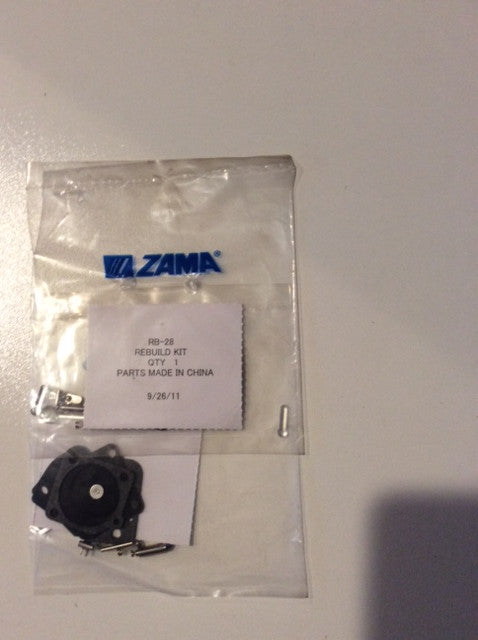 ZAMA®
RB-28
REBUILD KIT
QTY 1
PARTS MADE IN CHINA
9/26/11